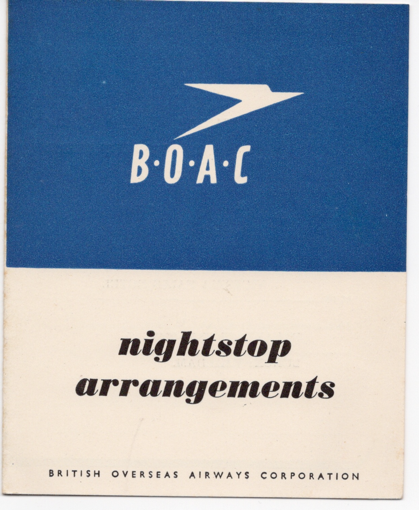 B·O·A·C
nightstop
arrangements
BRITISH OVERSEAS AIRWAYS CORPORATION